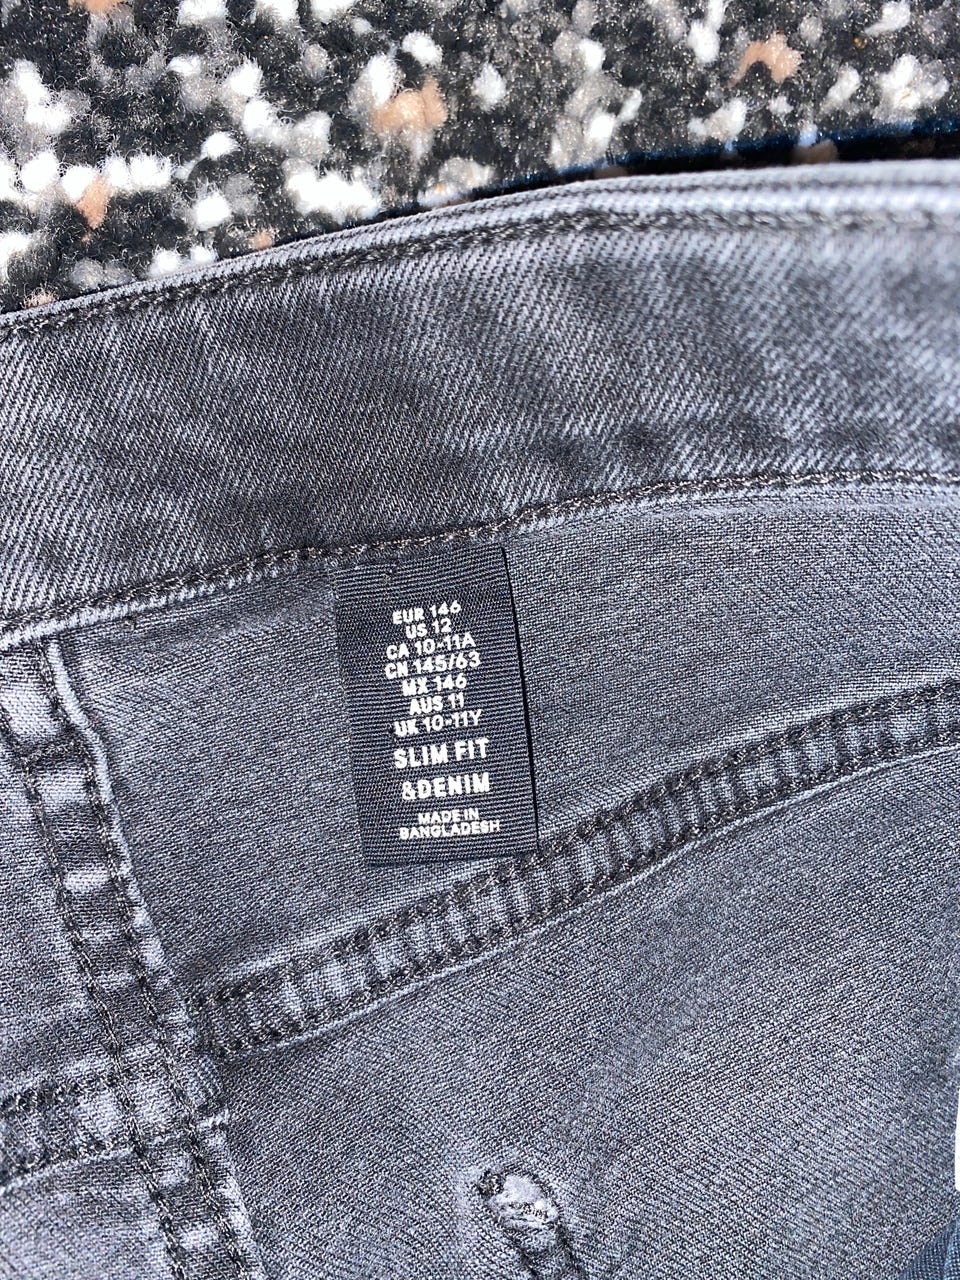 EUR 146
US 12
CA 10-11A
CN 145/63
MX 146
AUS 11
UK 10-11Y
SLIM FIT
&DENIM
MADE IN
BANGLADESH